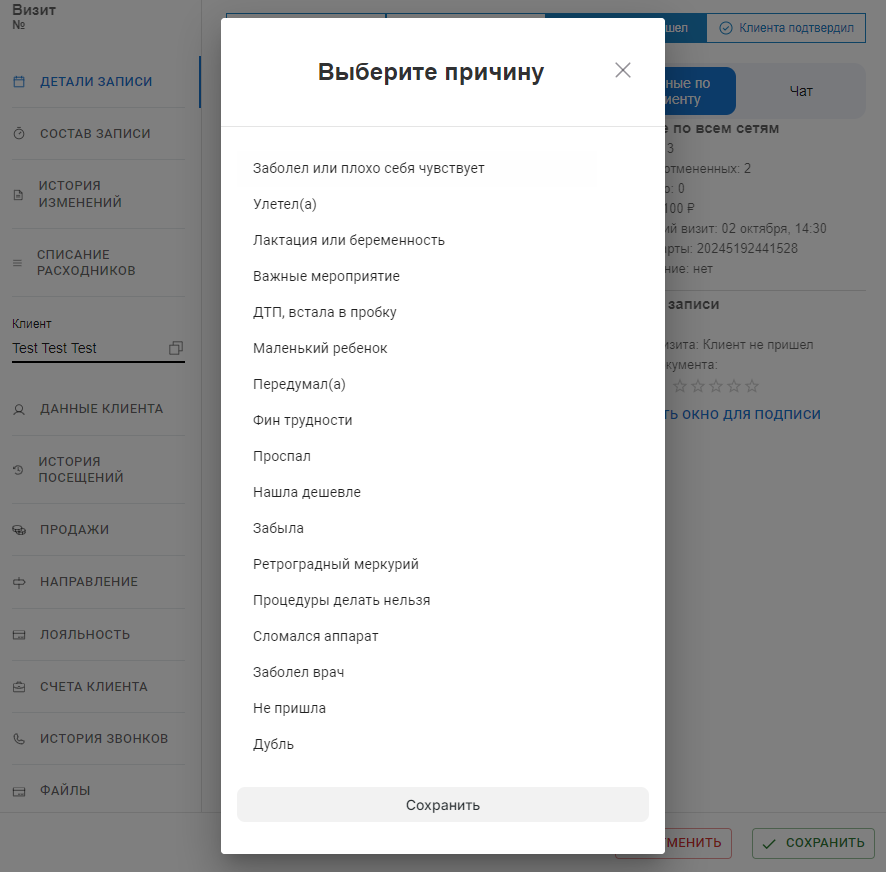 Визит
№
ДЕТАЛИ ЗАПИСИ
СОСТАВ ЗАПИСИ
ИСТОРИЯ
ИЗМЕНЕНИЙ
СПИСАНИЕ
РАСХОДНИКОВ
Клиент
Test Test Test
ДАННЫЕ КЛИЕНТА
ИСТОРИЯ
ПОСЕЩЕНИЙ
ПРОДАЖИ
НАПРАВЛЕНИЕ
ЛОЯЛЬНОСТЬ
СЧЕТА КЛИЕНТА
ИСТОРИЯ ЗВОНКОВ
ФАЙЛЫ
Выберите причину
Заболел или плохо себя чувствует
Улетел(а)
Лактация или беременность
Важные мероприятие
ДТП, встала в пробку
Маленький ребенок
Передумал(а)
Фин трудности
Проспал
Нашла дешевле
Забыла
Ретроградный меркурий
Процедуры делать нельзя
Сломался аппарат
Заболел врач
Не пришла
Дубль
Сохранить
шел
Клиента подтвердил
ные по
иенту
Чат
е по всем сетям
3
отмененных: 2
о: 0
100 ₽
ий визит: 02 октября, 14:30
арты: 20245192441528
ние: нет
записи
изита: Клиент не пришел
кумента:
ть окно для подписи
МЕНИТЬ
СОХРАНИТЬ